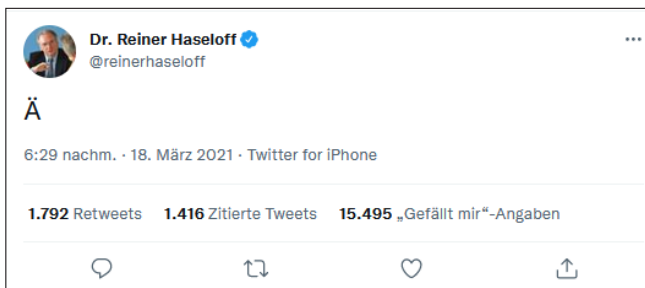 Dr. Reiner Haseloff
@reinerhaseloff
Ä
6:29 nachm. · 18. März 2021 · Twitter for iPhone
1.792 Retweets 1.416 Zitierte Tweets 15.495 „Gefällt mir“-Angaben